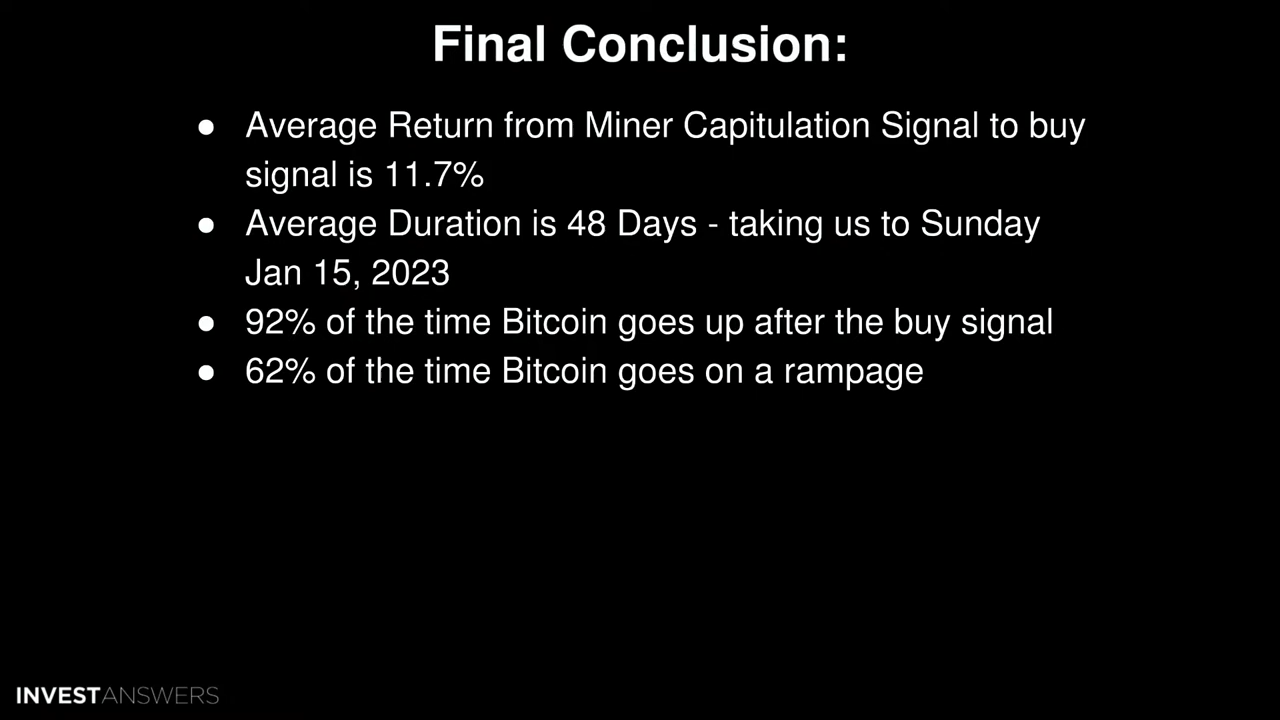 Final Conclusion:
● Average Return from Miner Capitulation Signal to buy
signal is 11.7%
● Average Duration is 48 Days - taking us to Sunday
Jan 15, 2023
● 92% of the time Bitcoin goes up after the buy signal
● 62% of the time Bitcoin goes on a rampage
INVESTANSWERS